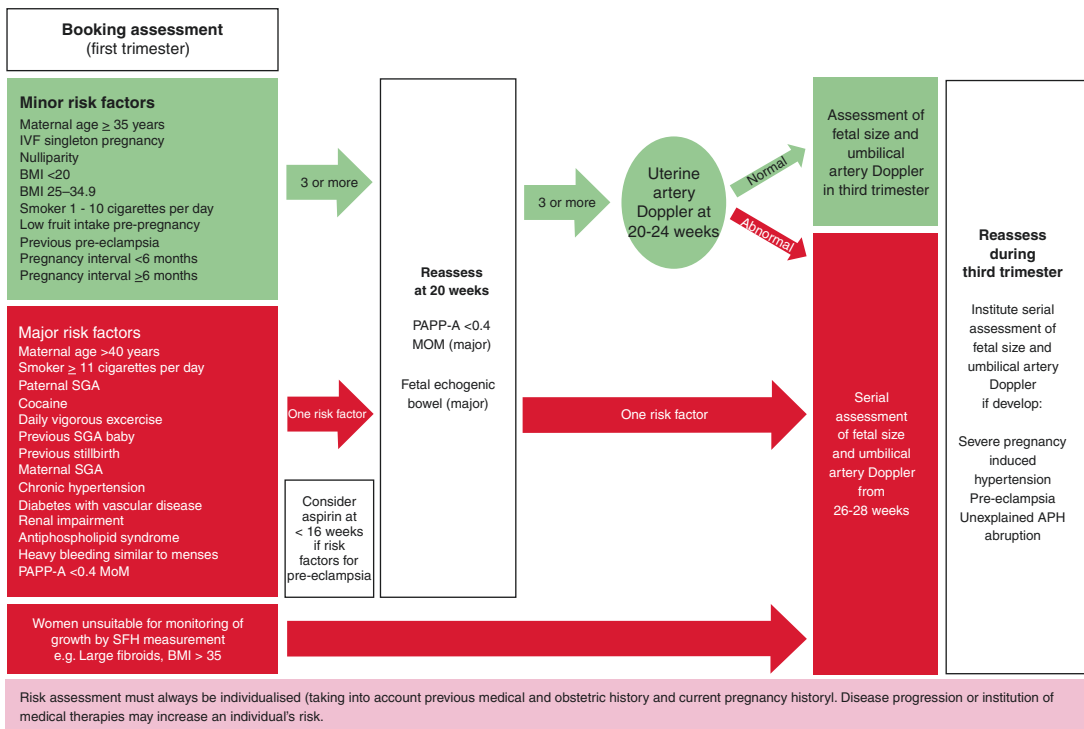 Booking assessment
(first trimester)
Minor risk factors
Maternal age ≥ 35 years
IVF singleton pregnancy
Nulliparity
BMI <20
BMI 25–34.9
Smoker 1 - 10 cigarettes per day
Low fruit intake pre-pregnancy
Previous pre-eclampsia
Pregnancy interval <6 months
Pregnancy interval ≥6 months
Major risk factors
Maternal age >40 years
Smoker ≥ 11 cigarettes per day
Paternal SGA
Cocaine
Daily vigorous excercise
Previous SGA baby
Previous stillbirth
Maternal SGA
Chronic hypertension
Diabetes with vascular disease
Renal impairment
Antiphospholipid syndrome
Heavy bleeding similar to menses
PAPP-A <0.4 MoM
Women unsuitable for monitoring of
growth by SFH measurement
e.g. Large fibroids, BMI > 35
3 or more
One risk factor
Consider
aspirin at
< 16 weeks
if risk
factors for
pre-eclampsia
Reassess
at 20 weeks
PAPP-A <0.4
MOM (major)
Fetal echogenic
bowel (major)
3 or more
One risk factor
Uterine
artery
Doppler at
20-24 weeks
Normal
Abnormal
Assessment of
fetal size and
umbilical
artery Doppler
in third trimester
Serial
assessment
of fetal size
and umbilical
artery Doppler
from
26-28 weeks
Reassess
during
third trimester
Institute serial
assessment of
fetal size and
umbilical artery
Doppler
if develop:
Severe pregnancy
induced
hypertension
Pre-eclampsia
Unexplained APH
abruption
Risk assessment must always be individualised (taking into account previous medical and obstetric history and current pregnancy historyl. Disease progression or institution of
medical therapies may increase an individual's risk.